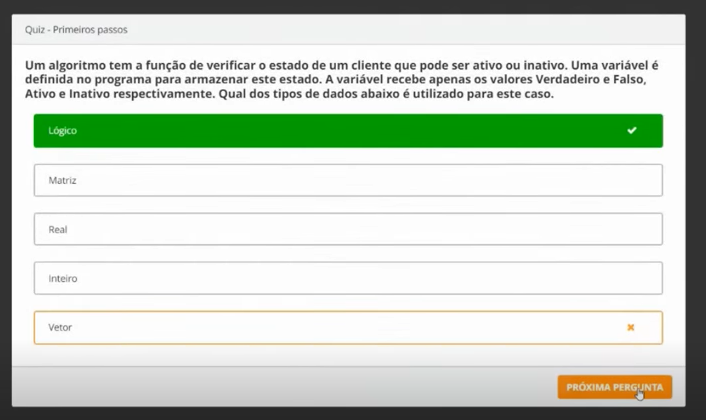 Quiz - Primeiros passos
Um algoritmo tem a função de verificar o estado de um cliente que pode ser ativo ou inativo. Uma variável é
definida no programa para armazenar este estado. A variável recebe apenas os valores Verdadeiro e Falso,
Ativo e Inativo respectivamente. Qual dos tipos de dados abaixo é utilizado para este caso.
Lógico
Matriz
Real
Inteiro
Vetor
PRÓXIMA PERGUNTA